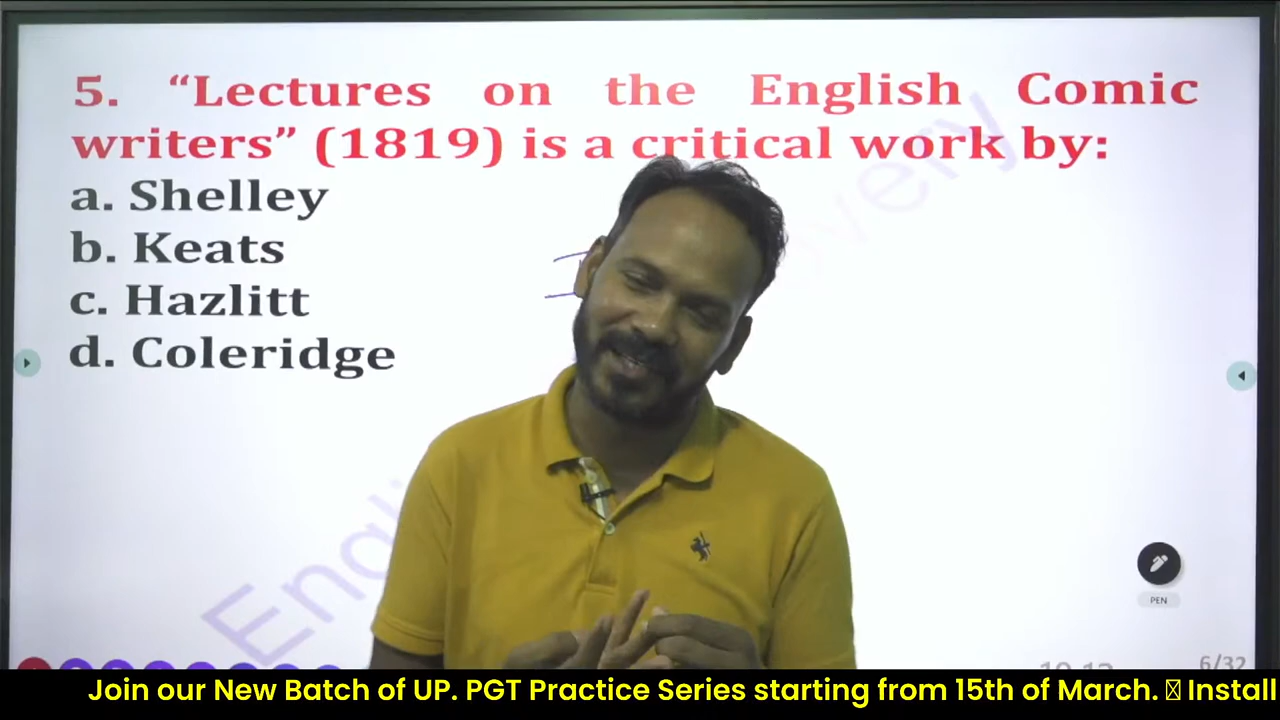 5. “Lectures on the English Comic
writers” (1819) is a critical work by:
a. Shelley
b. Keats
c. Hazlitt
d. Coleridge
PEN
6/32
Join our New Batch of UP. PGT Practice Series starting from 15th of March. Install